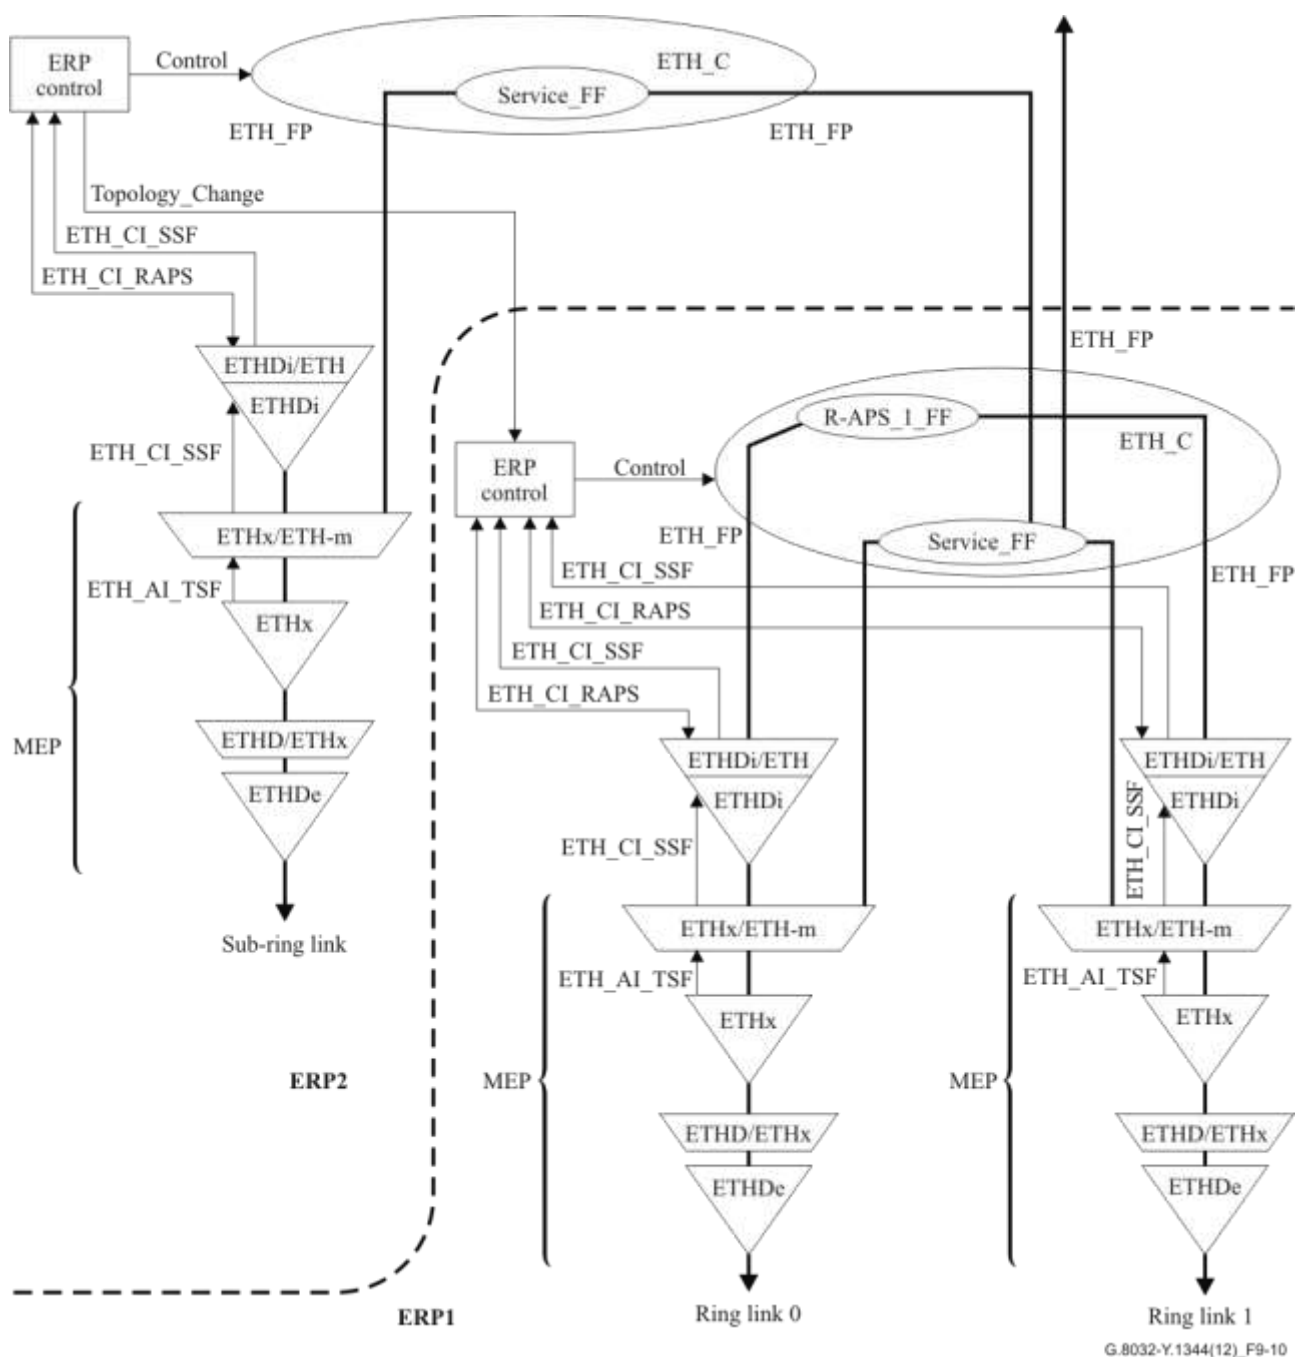 ERP
control
Control
ETH_C
Service_FF
ETH_FP
ETH_FP
Topology_Change
ETH_CI_SSF
ETH_CI_RAPS
ETHDi/ETH
ETHDi
ETH_CI_SSF
ETHx/ETH-m
ETH_AI_TSF
ETHx
MEP
ETHD/ETHx
ETHDe
Sub-ring link
ERP2
ETH_FP
R-APS_1_FF
ETH_C
ERP
control
Control
ETH_FP
Service_FF
ETH_CI_SSF
ETH_FP
ETH_CI_RAPS
ETH_CI_SSF
ETH_CI_RAPS
ETHDi/ETH
ETHDi
ETH_CI_SSF
ETHx/ETH-m
ETH_AI_TSF
ETHx
MEP
ETHD/ETHx
ETHDe
Ring link 0
ETHDi/ETH
ETHDi
ETH_CI_SSF
ETHx/ETH-m
ETH_AI_TSF
ETHx
MEP
ETHD/ETHx
ETHDe
Ring link 1
ERP1
G.8032-Y.1344(12)_F9-10